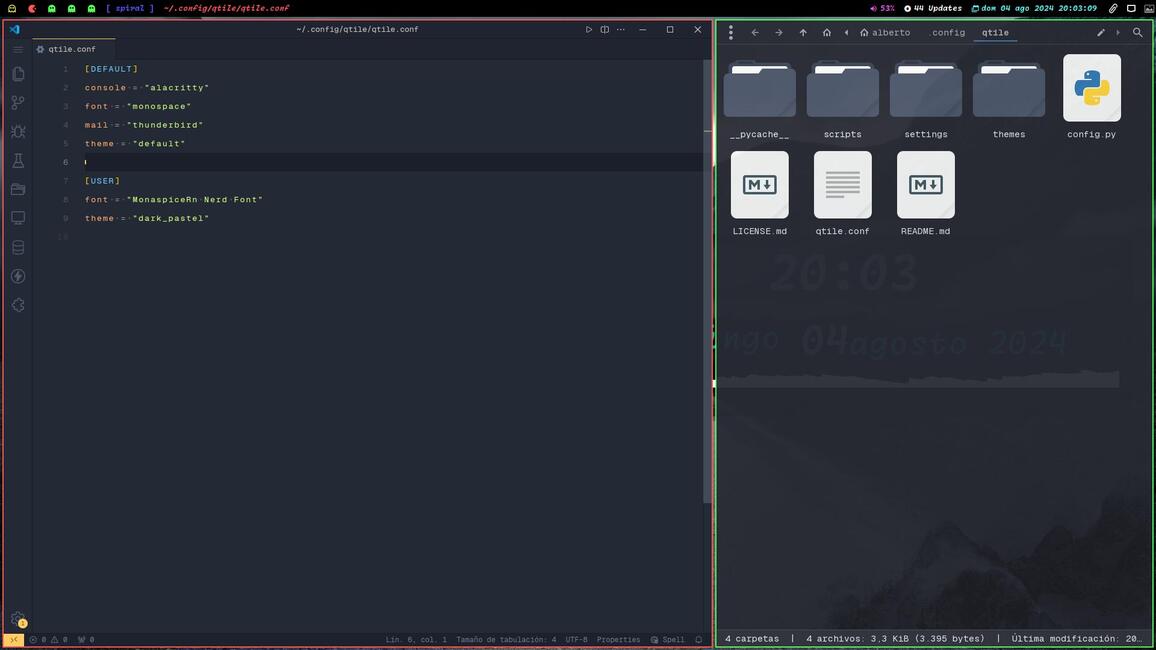 [ spiral ] ~/.config/qtile/qtile.conf 53% 44 Updates dom 04 ago 2024 20:03:09
~/.config/qtile/qtile.conf
qtile.conf
1 [DEFAULT]
2 console = "alacritty"
3 font = "monospace"
4 mail = "thunderbird"
5 theme = "default"
6
7 [USER]
8 font = "MonaspiceRn Nerd Font"
9 theme = "dark_pastel"
10
1
0 0 0 Lín. 6, col. 1 Tamaño de tabulación: 4 UTF-8 Properties Spell
alberto .config qtile
__pycache__ scripts settings themes config.py
LICENSE.md qtile.conf README.md
20:03
ngo 04agosto 2024
4 carpetas | 4 archivos: 3,3 KiB (3.395 bytes) | Última modificación: 20…